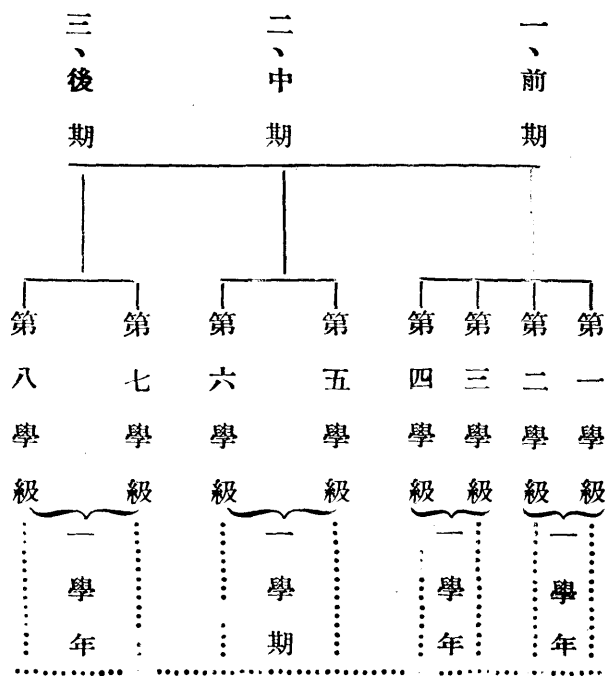 一、前期
二、中期
三、後期
第一學級
第二學級
第三學級
第四學級
第五學級
第六學級
第七學級
第八學級
一學年
一學年
一學期
一學年